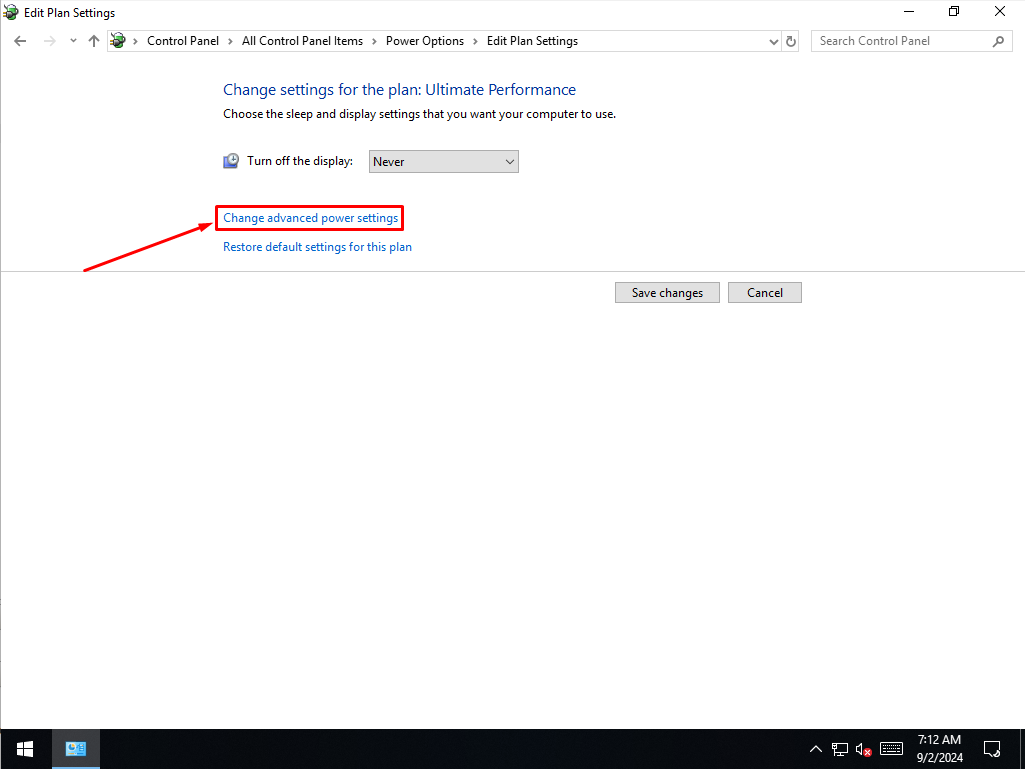 Edit Plan Settings
Control Panel > All Control Panel Items > Power Options > Edit Plan Settings
Search Control Panel
Change settings for the plan: Ultimate Performance
Choose the sleep and display settings that you want your computer to use.
Turn off the display: Never
Change advanced power settings
Restore default settings for this plan
Save changes Cancel
7:12 AM
9/2/2024